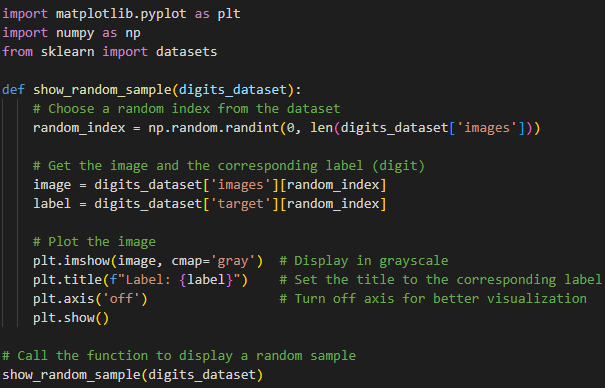 import matplotlib.pyplot as plt
import numpy as np
from sklearn import datasets

def show_random_sample(digits_dataset):
    # Choose a random index from the dataset
    random_index = np.random.randint(0, len(digits_dataset['images']))

    # Get the image and the corresponding label (digit)
    image = digits_dataset['images'][random_index]
    label = digits_dataset['target'][random_index]

    # Plot the image
    plt.imshow(image, cmap='gray')  # Display in grayscale
    plt.title(f"Label: {label}")    # Set the title to the corresponding label
    plt.axis('off')                 # Turn off axis for better visualization
    plt.show()

# Call the function to display a random sample
show_random_sample(digits_dataset)